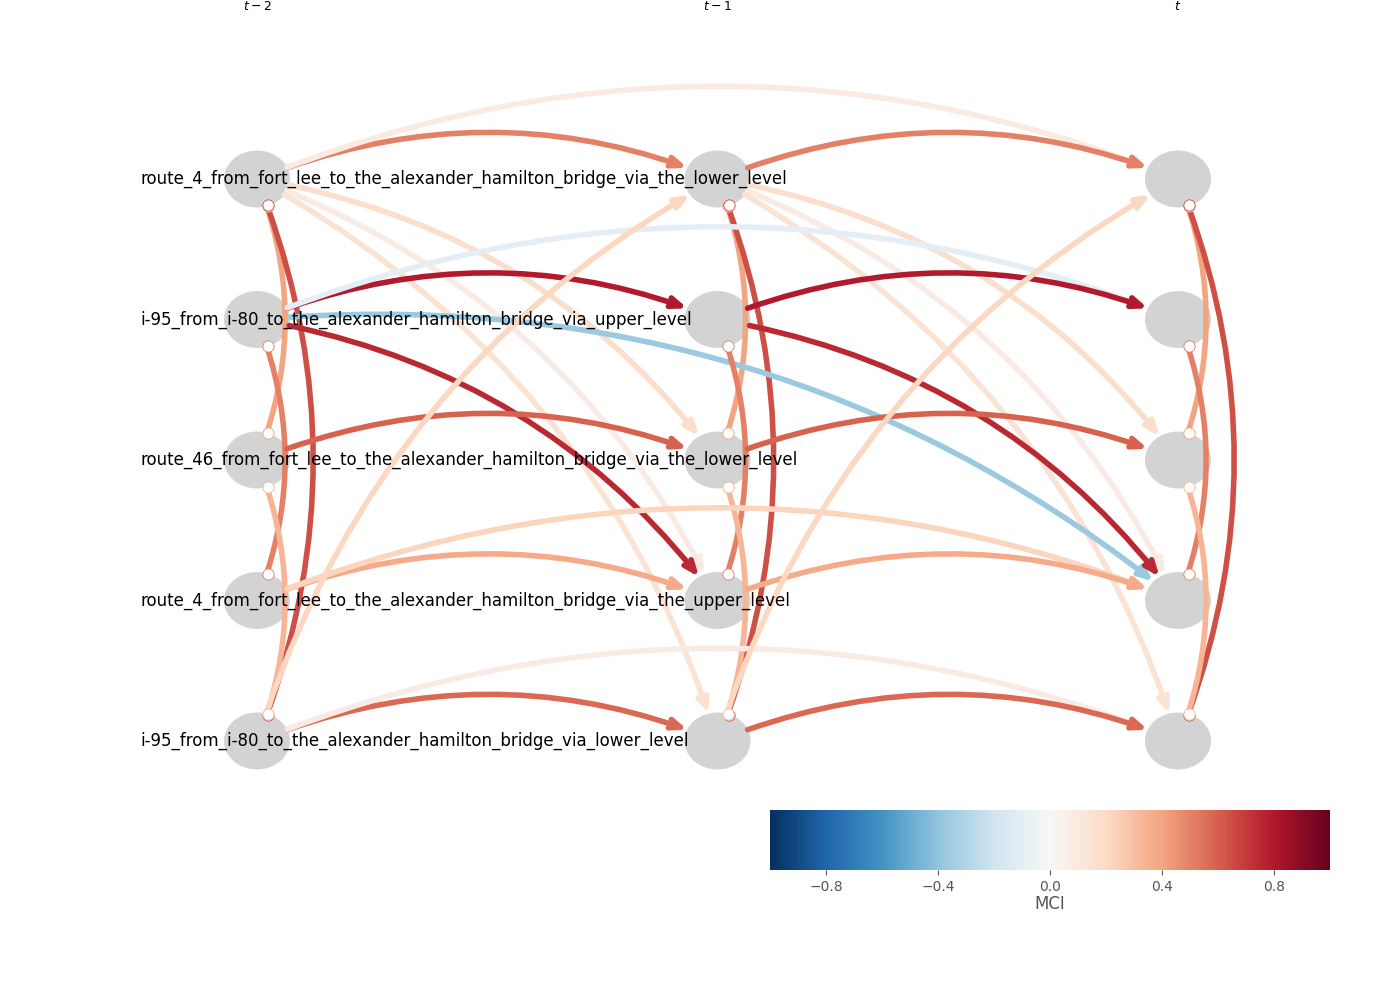 t − 2 t − 1 t
route_4_from_fort_lee_to_the_alexander_hamilton_bridge_via_the_lower_level
i-95_from_i-80_to_the_alexander_hamilton_bridge_via_upper_level
route_46_from_fort_lee_to_the_alexander_hamilton_bridge_via_the_lower_level
route_4_from_fort_lee_to_the_alexander_hamilton_bridge_via_the_upper_level
i-95_from_i-80_to_the_alexander_hamilton_bridge_via_lower_level
−0.8 −0.4 0.0 0.4 0.8
MCI